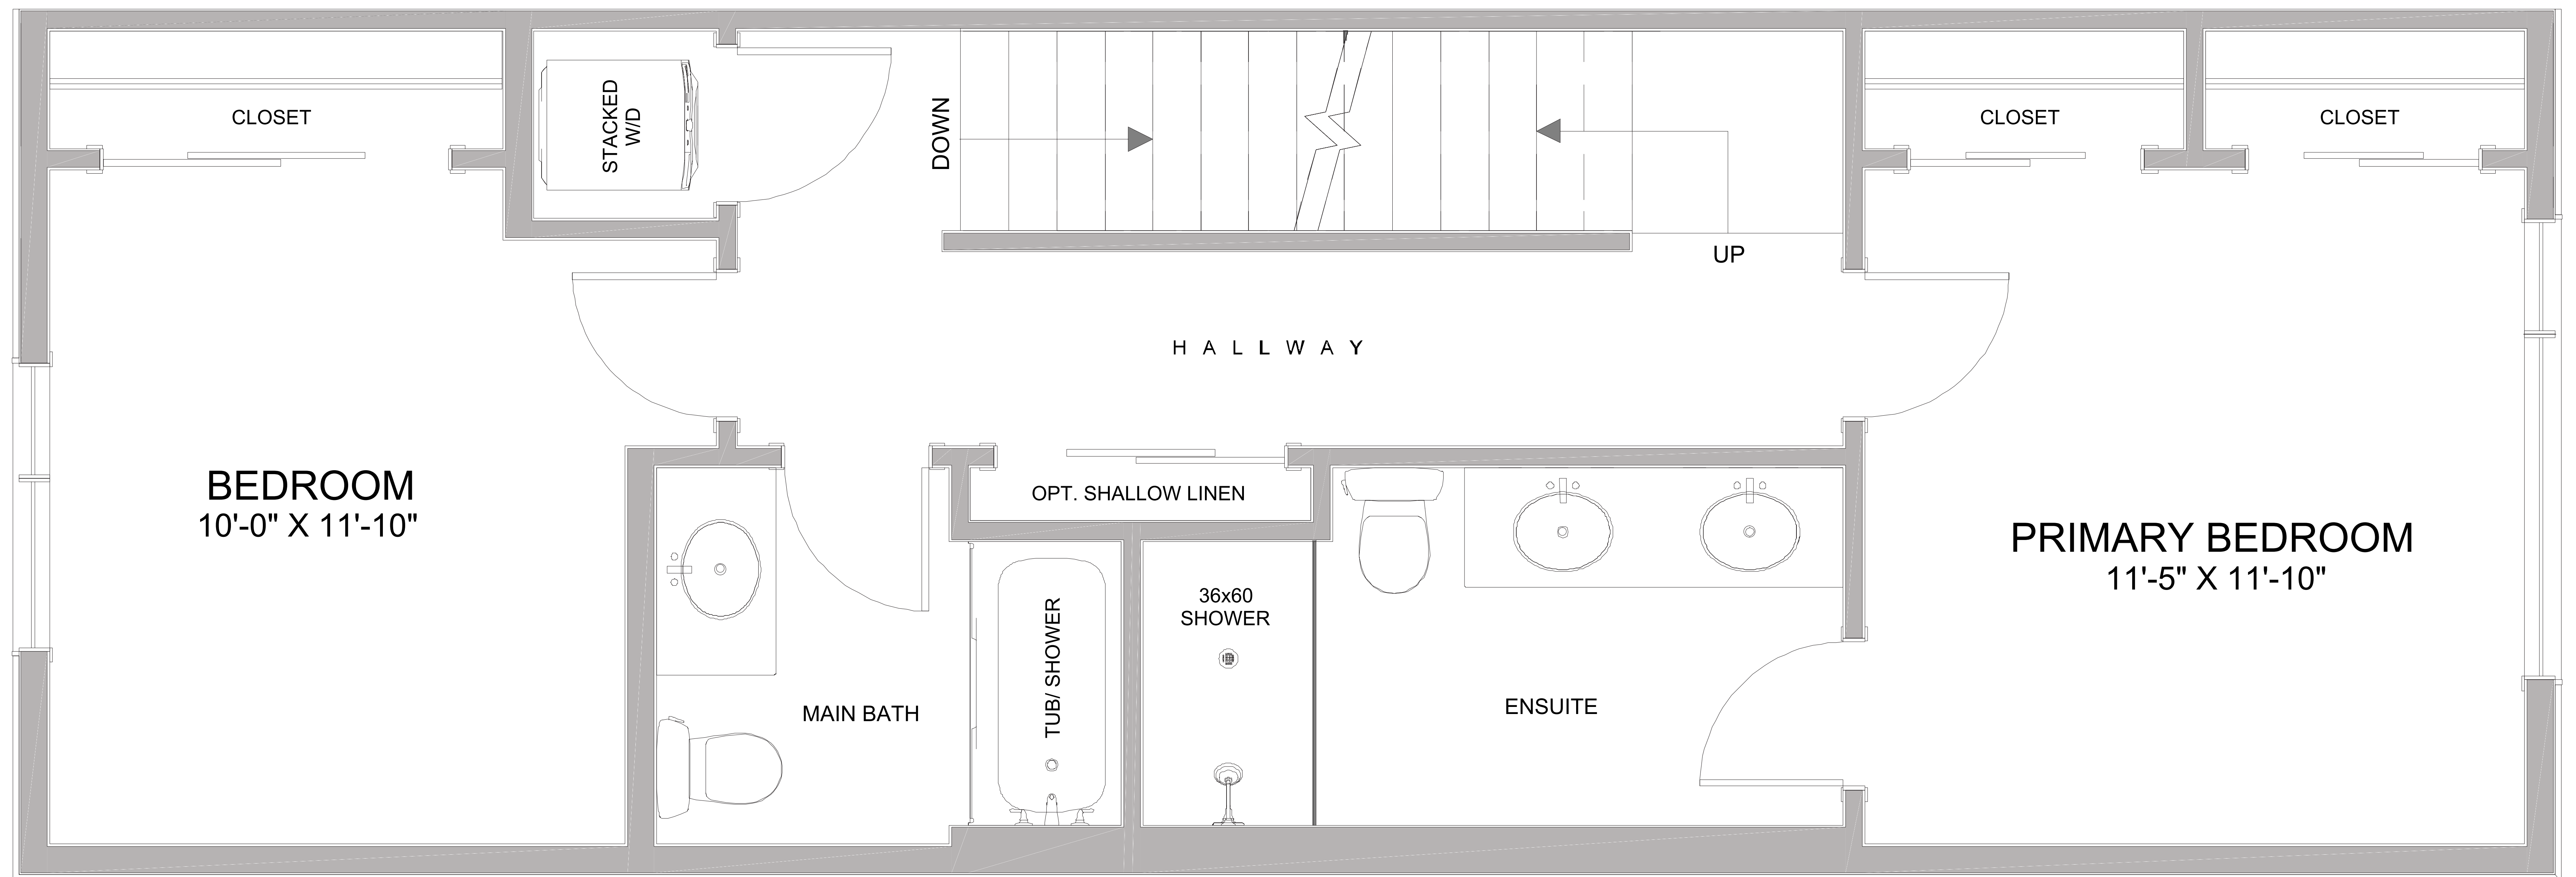 CLOSET
STACKED
W/D
DOWN
UP
CLOSET
CLOSET
HALLWAY
BEDROOM
10'-0" X 11'-10"
OPT. SHALLOW LINEN
PRIMARY BEDROOM
11'-5" X 11'-10"
36x60
SHOWER
TUB/ SHOWER
MAIN BATH
ENSUITE